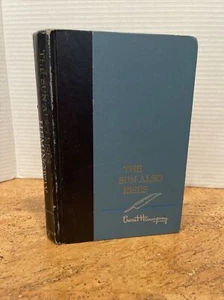 THE
SUN ALSO
RISES
Ernest Hemingway